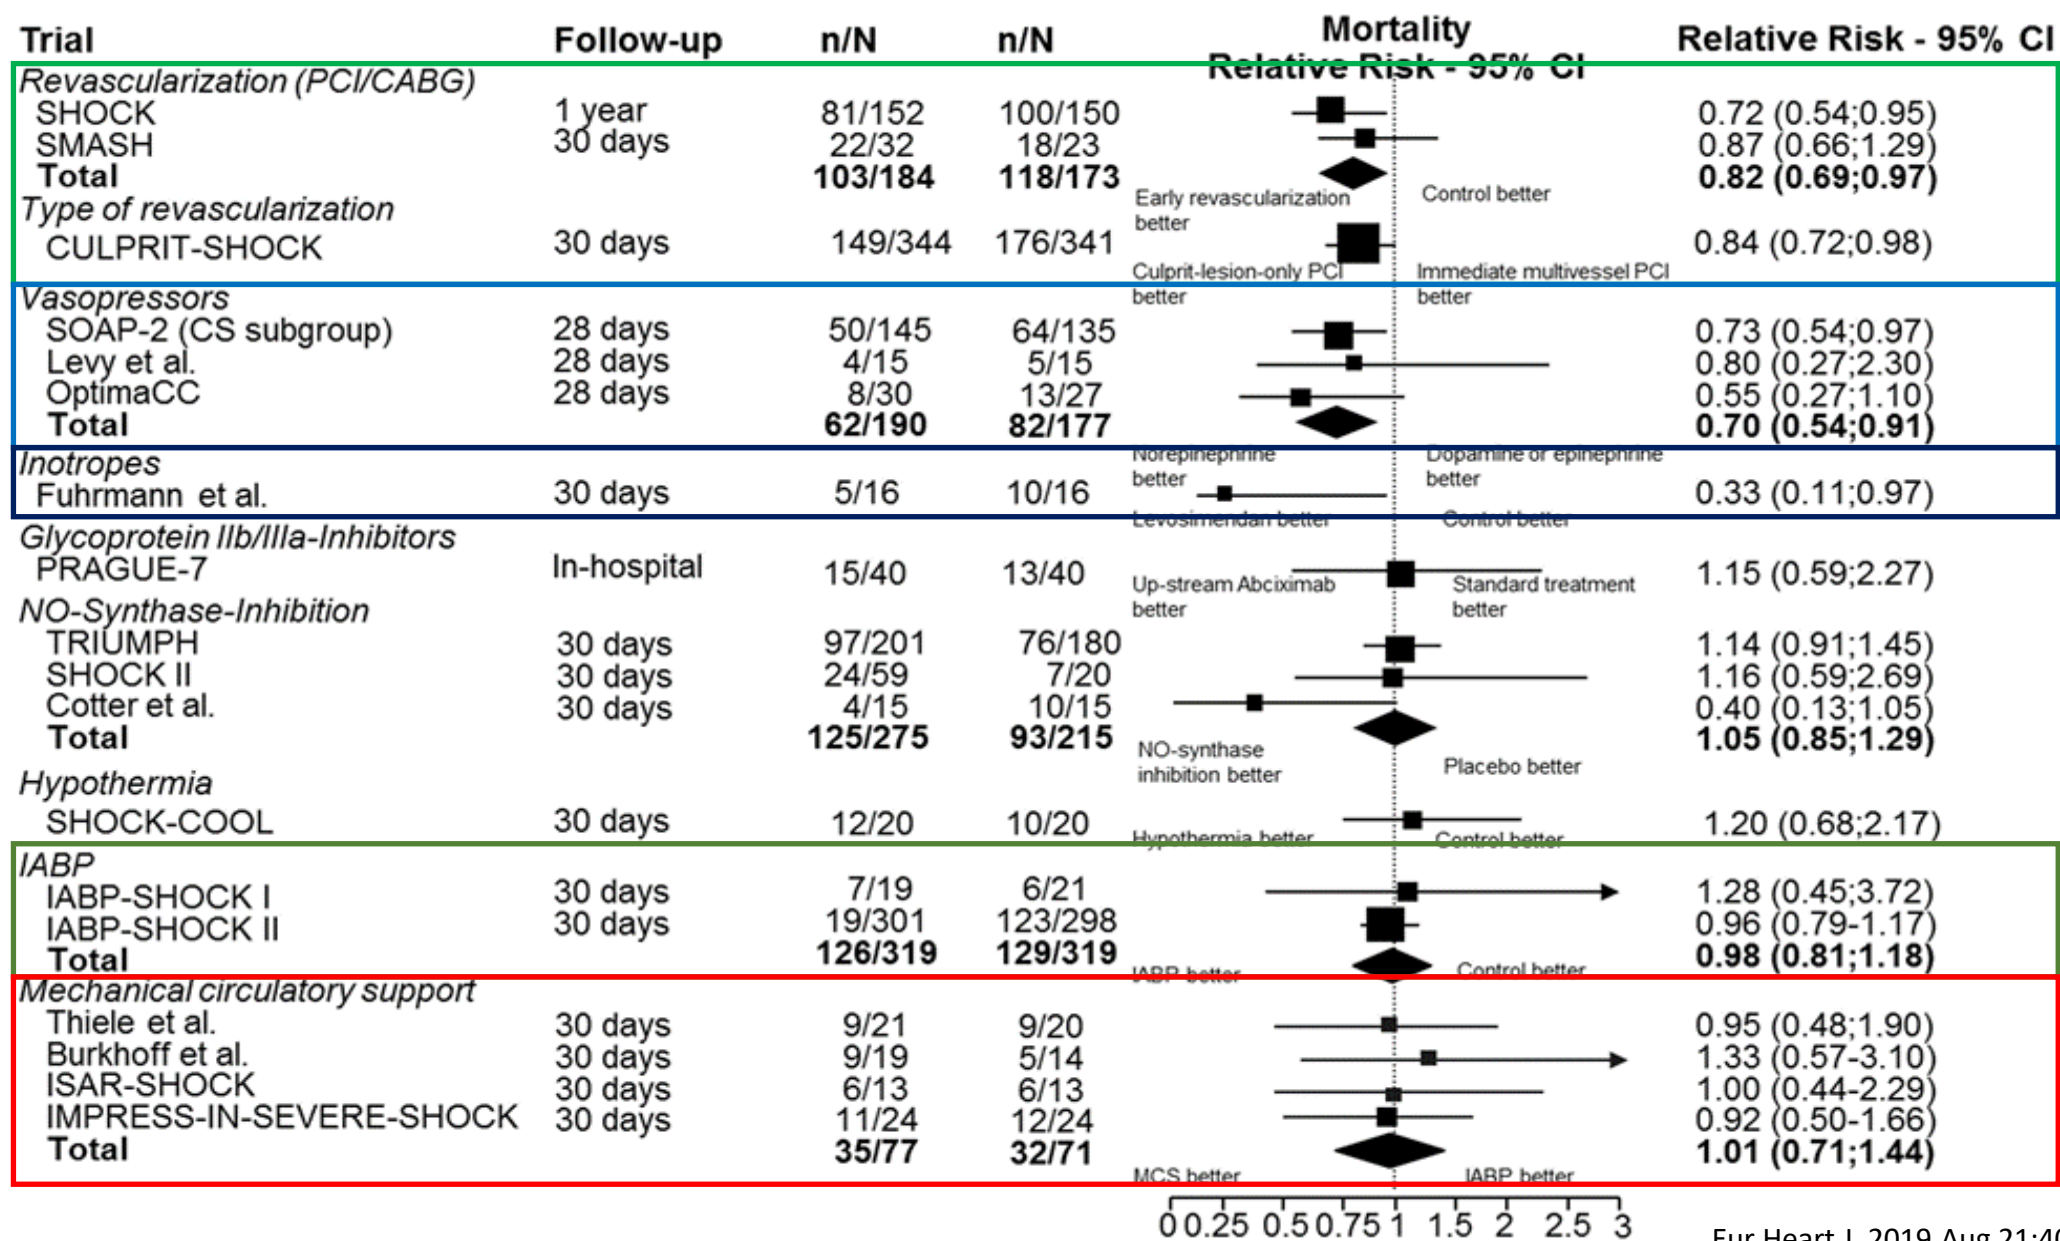 Trial Follow-up n/N n/N Mortality Relative Risk - 95% CI
Relative Risk - 95% CI
Revascularization (PCI/CABG)
SHOCK 1 year 81/152 100/150 0.72 (0.54;0.95)
SMASH 30 days 22/32 18/23 0.87 (0.66;1.29)
Total 103/184 118/173 0.82 (0.69;0.97)
Early revascularization better Control better
Type of revascularization
CULPRIT-SHOCK 30 days 149/344 176/341 0.84 (0.72;0.98)
Culprit-lesion-only PCI better Immediate multivessel PCI better
Vasopressors
SOAP-2 (CS subgroup) 28 days 50/145 64/135 0.73 (0.54;0.97)
Levy et al. 28 days 4/15 5/15 0.80 (0.27;2.30)
OptimaCC 28 days 8/30 13/27 0.55 (0.27;1.10)
Total 62/190 82/177 0.70 (0.54;0.91)
Norepinephrine better Dopamine or epinephrine better
Inotropes
Fuhrmann et al. 30 days 5/16 10/16 0.33 (0.11;0.97)
Levosimendan better Control better
Glycoprotein IIb/IIIa-Inhibitors
PRAGUE-7 In-hospital 15/40 13/40 1.15 (0.59;2.27)
Up-stream Abciximab better Standard treatment better
NO-Synthase-Inhibition
TRIUMPH 30 days 97/201 76/180 1.14 (0.91;1.45)
SHOCK II 30 days 24/59 7/20 1.16 (0.59;2.69)
Cotter et al. 30 days 4/15 10/15 0.40 (0.13;1.05)
Total 125/275 93/215 1.05 (0.85;1.29)
NO-synthase inhibition better Placebo better
Hypothermia
SHOCK-COOL 30 days 12/20 10/20 1.20 (0.68;2.17)
Hypothermia better Control better
IABP
IABP-SHOCK I 30 days 7/19 6/21 1.28 (0.45;3.72)
IABP-SHOCK II 30 days 19/301 123/298 0.96 (0.79-1.17)
Total 126/319 129/319 0.98 (0.81;1.18)
IABP better Control better
Mechanical circulatory support
Thiele et al. 30 days 9/21 9/20 0.95 (0.48;1.90)
Burkhoff et al. 30 days 9/19 5/14 1.33 (0.57-3.10)
ISAR-SHOCK 30 days 6/13 6/13 1.00 (0.44-2.29)
IMPRESS-IN-SEVERE-SHOCK 30 days 11/24 12/24 0.92 (0.50-1.66)
Total 35/77 32/71 1.01 (0.71;1.44)
MCS better IABP better
0 0.25 0.5 0.75 1 1.5 2 2.5 3
Eur Heart J. 2019 Aug 21;40